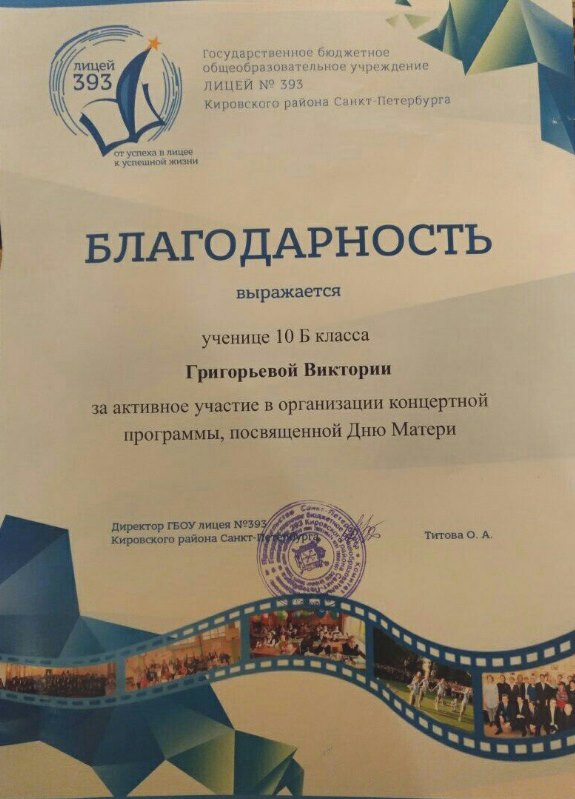 ЛИЦЕЙ
393
от успеха в лицее
к успешной жизни
Государственное бюджетное
общеобразовательное учреждение
ЛИЦЕЙ № 393
Кировского района Санкт-Петербурга
БЛАГОДАРНОСТЬ
выражается
ученице 10 Б класса
Григорьевой Виктории
за активное участие в организации концертной
программы, посвященной Дню Матери
Директор ГБОУ лицея №393
Кировского района Санкт-Петербурга
Титова О. А.